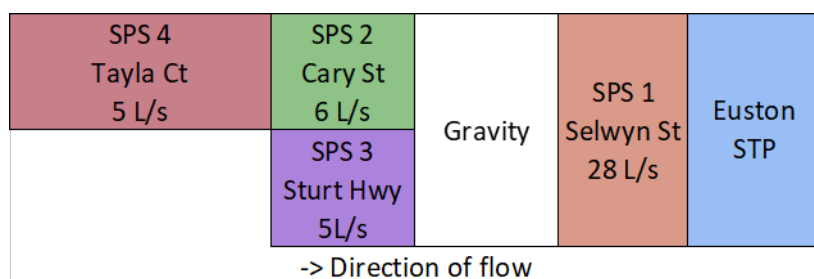 SPS 4
Tayla Ct
5 L/s
SPS 2
Cary St
6 L/s
SPS 3
Sturt Hwy
5L/s
Gravity
SPS 1
Selwyn St
28 L/s
Euston
STP
-> Direction of flow